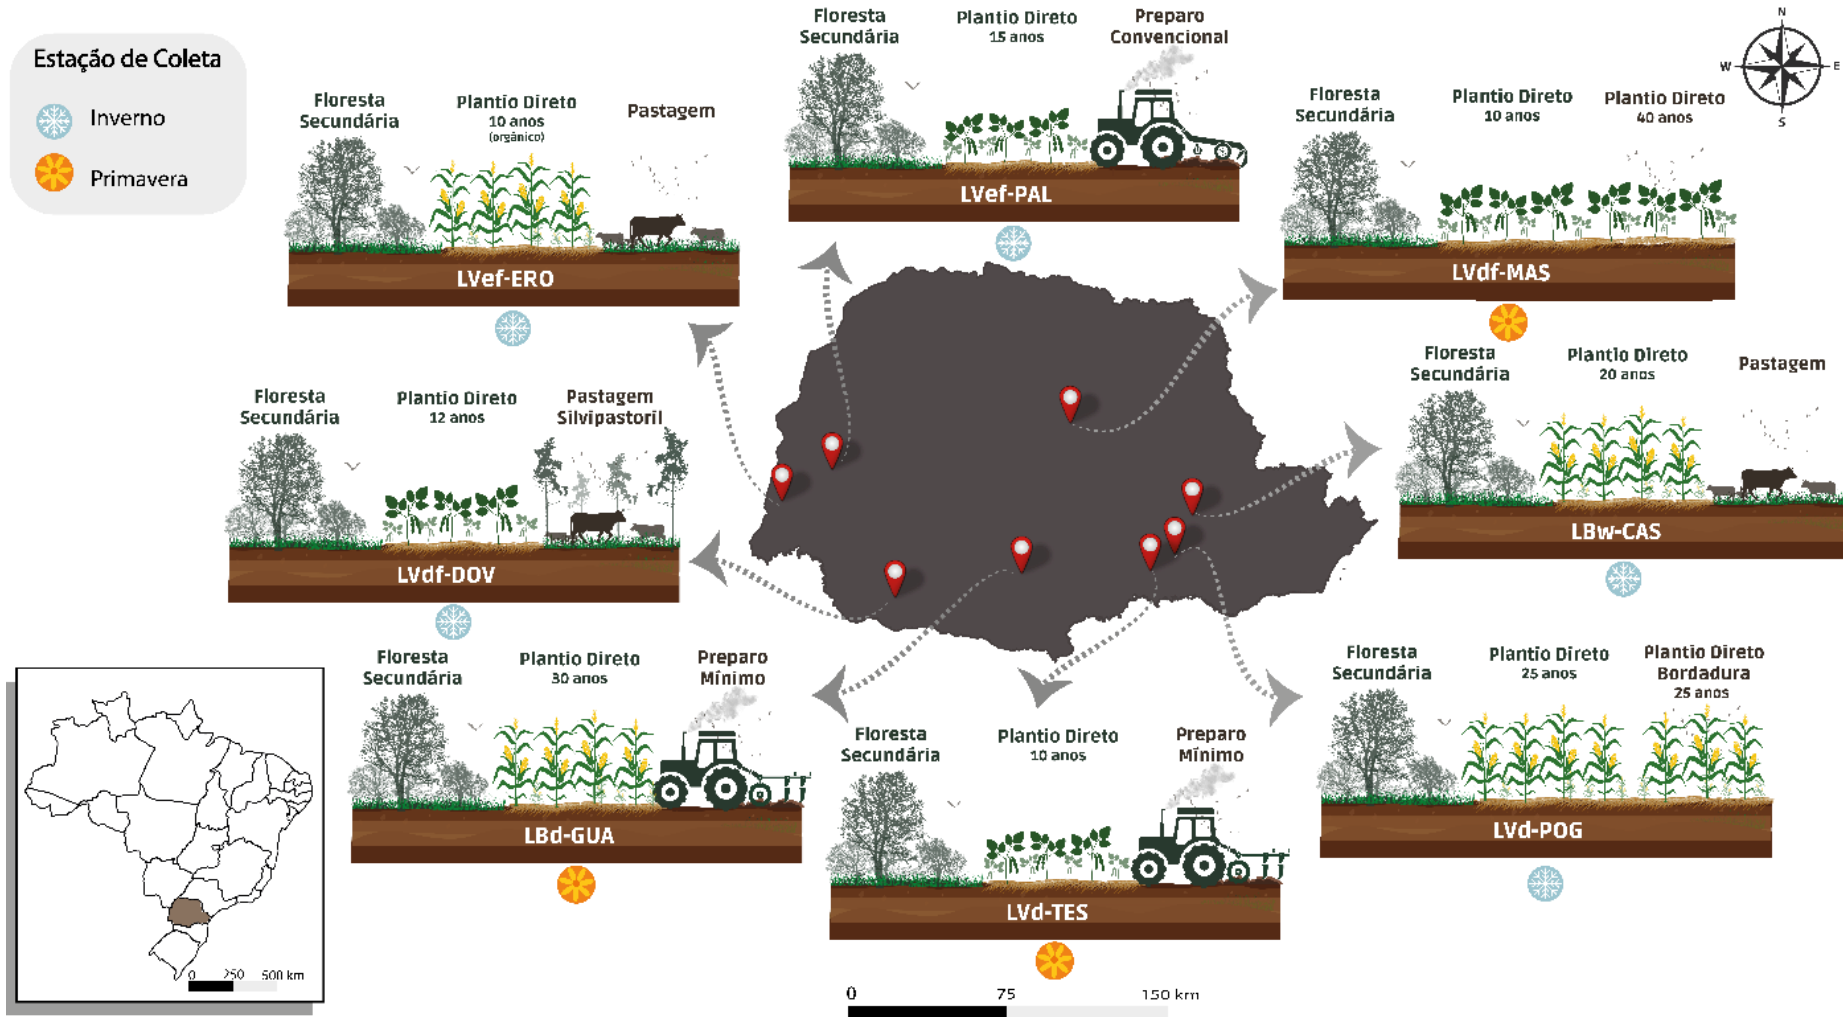 Estação de Coleta
Inverno
Primavera
Floresta
Secundária
Plantio Direto
10 anos
(orgânico)
Pastagem
LVef-ERO
Floresta
Secundária
Plantio Direto
15 anos
Preparo
Convencional
LVef-PAL
Floresta
Secundária
Plantio Direto
10 anos
Plantio Direto
40 anos
LVdf-MAS
N
W
E
S
Floresta
Secundária
Plantio Direto
12 anos
Pastagem
Silvipastoril
LVdf-DOV
Floresta
Secundária
Plantio Direto
20 anos
Pastagem
LBw-CAS
Floresta
Secundária
Plantio Direto
30 anos
Preparo
Mínimo
LBd-GUA
Floresta
Secundária
Plantio Direto
10 anos
Preparo
Mínimo
LVd-TES
Floresta
Secundária
Plantio Direto
25 anos
Plantio Direto
Bordadura
25 anos
LVd-POG
0 250 500 km
0 75 150 km